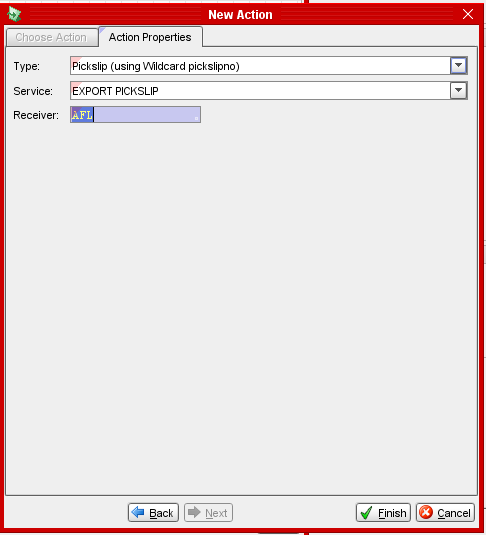 New Action
Choose Action Action Properties
Type: Pickslip (using Wildcard pickslipno)
Service: EXPORT PICKSLIP
Receiver: AFL
Back Next Finish Cancel